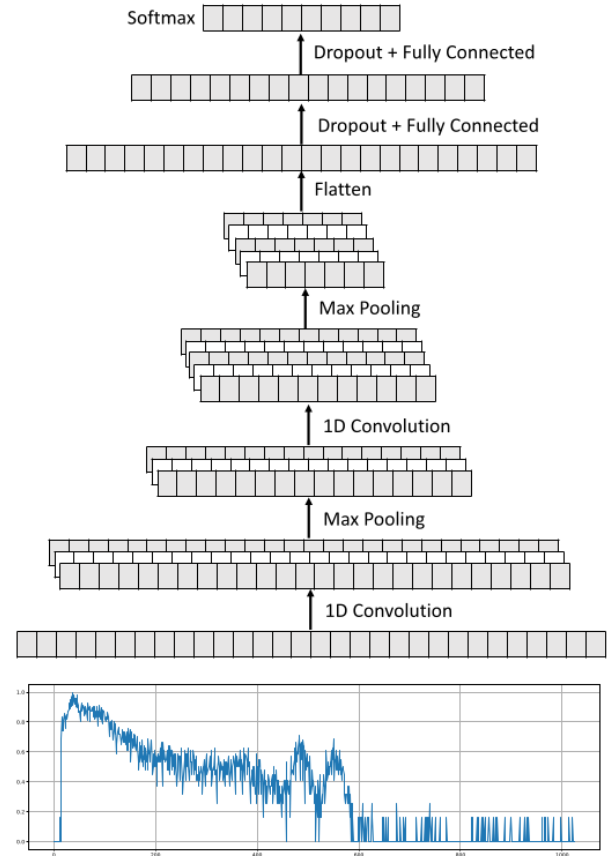 Softmax
Dropout + Fully Connected
Dropout + Fully Connected
Flatten
Max Pooling
1D Convolution
Max Pooling
1D Convolution
1.0
0.8
0.6
0.4
0.2
0.0
0 200 400 600 800 1000